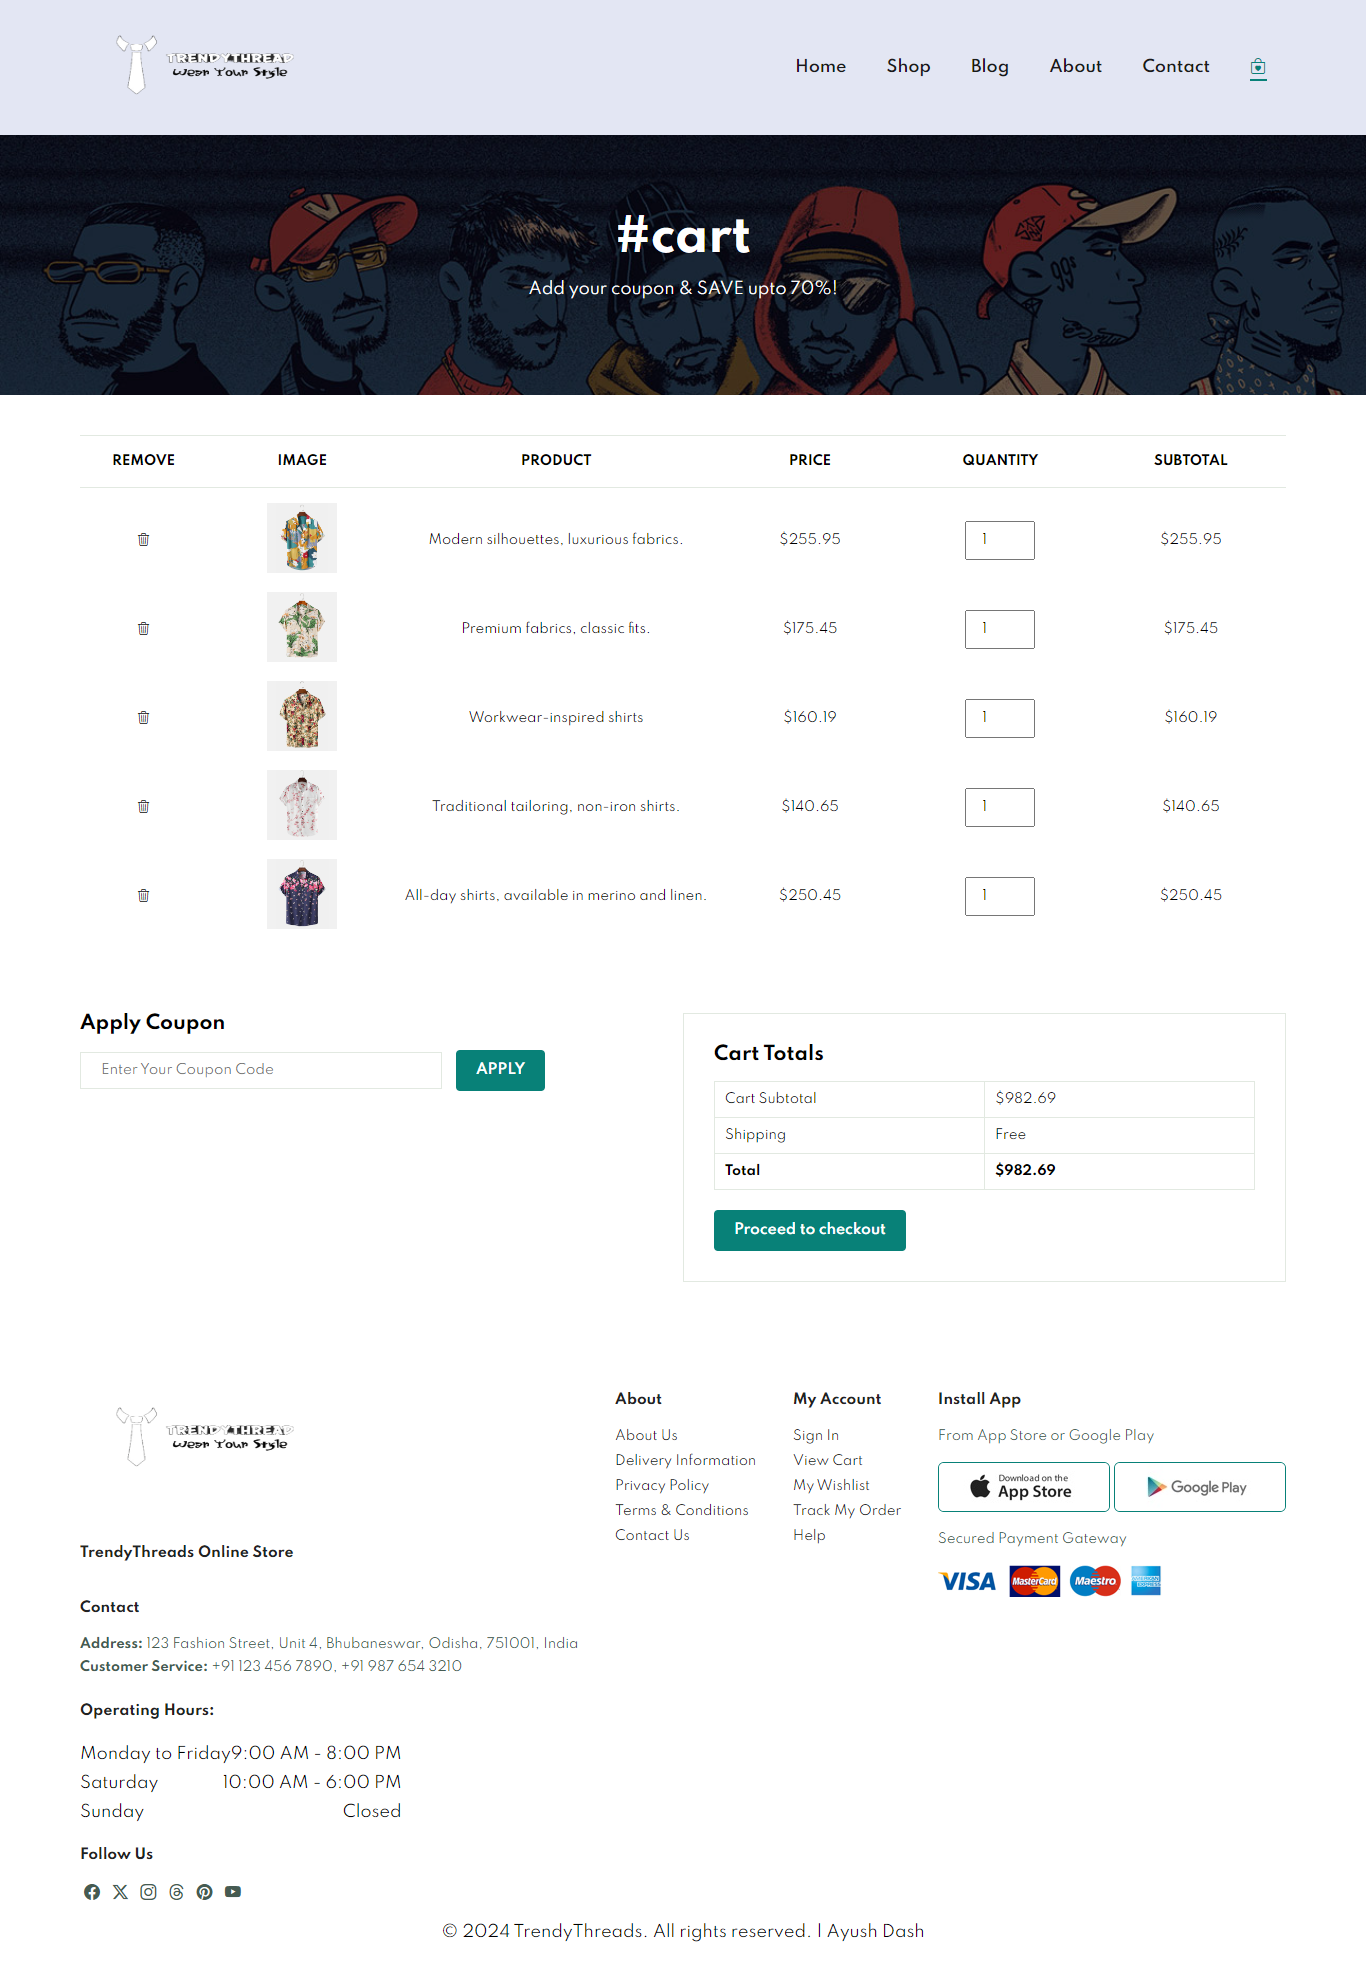 TRENDYTHREAD
Wear Your Style
Home Shop Blog About Contact
#cart
Add your coupon & SAVE upto 70%!
REMOVE IMAGE PRODUCT PRICE QUANTITY SUBTOTAL
Modern silhouettes, luxurious fabrics. $255.95 1 $255.95
Premium fabrics, classic fits. $175.45 1 $175.45
Workwear-inspired shirts $160.19 1 $160.19
Traditional tailoring, non-iron shirts. $140.65 1 $140.65
All-day shirts, available in merino and linen. $250.45 1 $250.45
Apply Coupon
Enter Your Coupon Code APPLY
Cart Totals
Cart Subtotal $982.69
Shipping Free
Total $982.69
Proceed to checkout
TRENDYTHREAD
Wear Your Style
TrendyThreads Online Store
Contact
Address: 123 Fashion Street, Unit 4, Bhubaneswar, Odisha, 751001, India
Customer Service: +91 123 456 7890, +91 987 654 3210
Operating Hours:
Monday to Friday 9:00 AM - 8:00 PM
Saturday 10:00 AM - 6:00 PM
Sunday Closed
Follow Us
About
About Us
Delivery Information
Privacy Policy
Terms & Conditions
Contact Us
My Account
Sign In
View Cart
My Wishlist
Track My Order
Help
Install App
From App Store or Google Play
Download on the
App Store
Google Play
Secured Payment Gateway
VISA MasterCard Maestro AMERICAN EXPRESS
© 2024 TrendyThreads. All rights reserved. | Ayush Dash